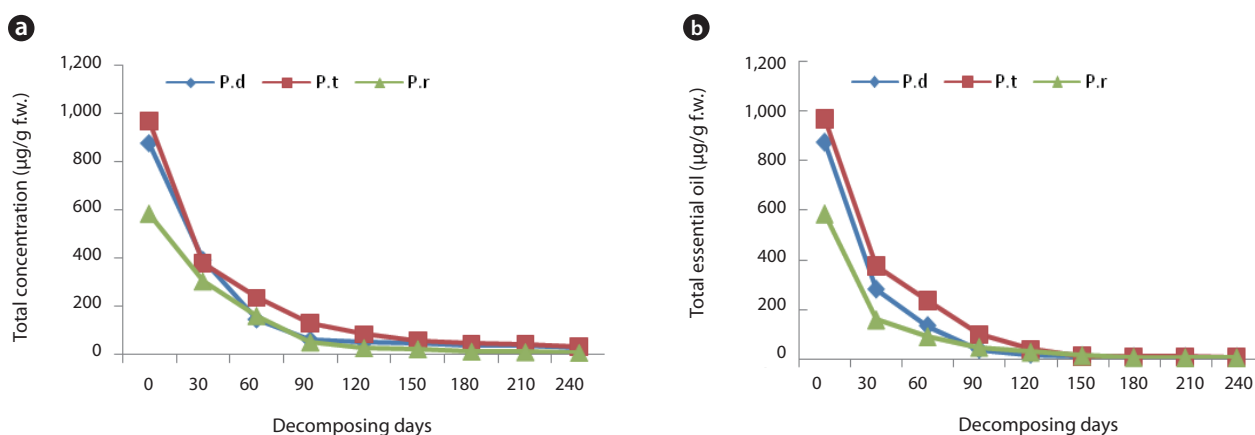 a
1,200
P.d P.t P.r
1,000
800
600
400
200
0
Total concentration (μg/g f.w.)
0 30 60 90 120 150 180 210 240
Decomposing days
b
1,200
P.d P.t P.r
1,000
800
600
400
200
0
Total essential oil (μg/g f.w.)
0 30 60 90 120 150 180 210 240
Decomposing days